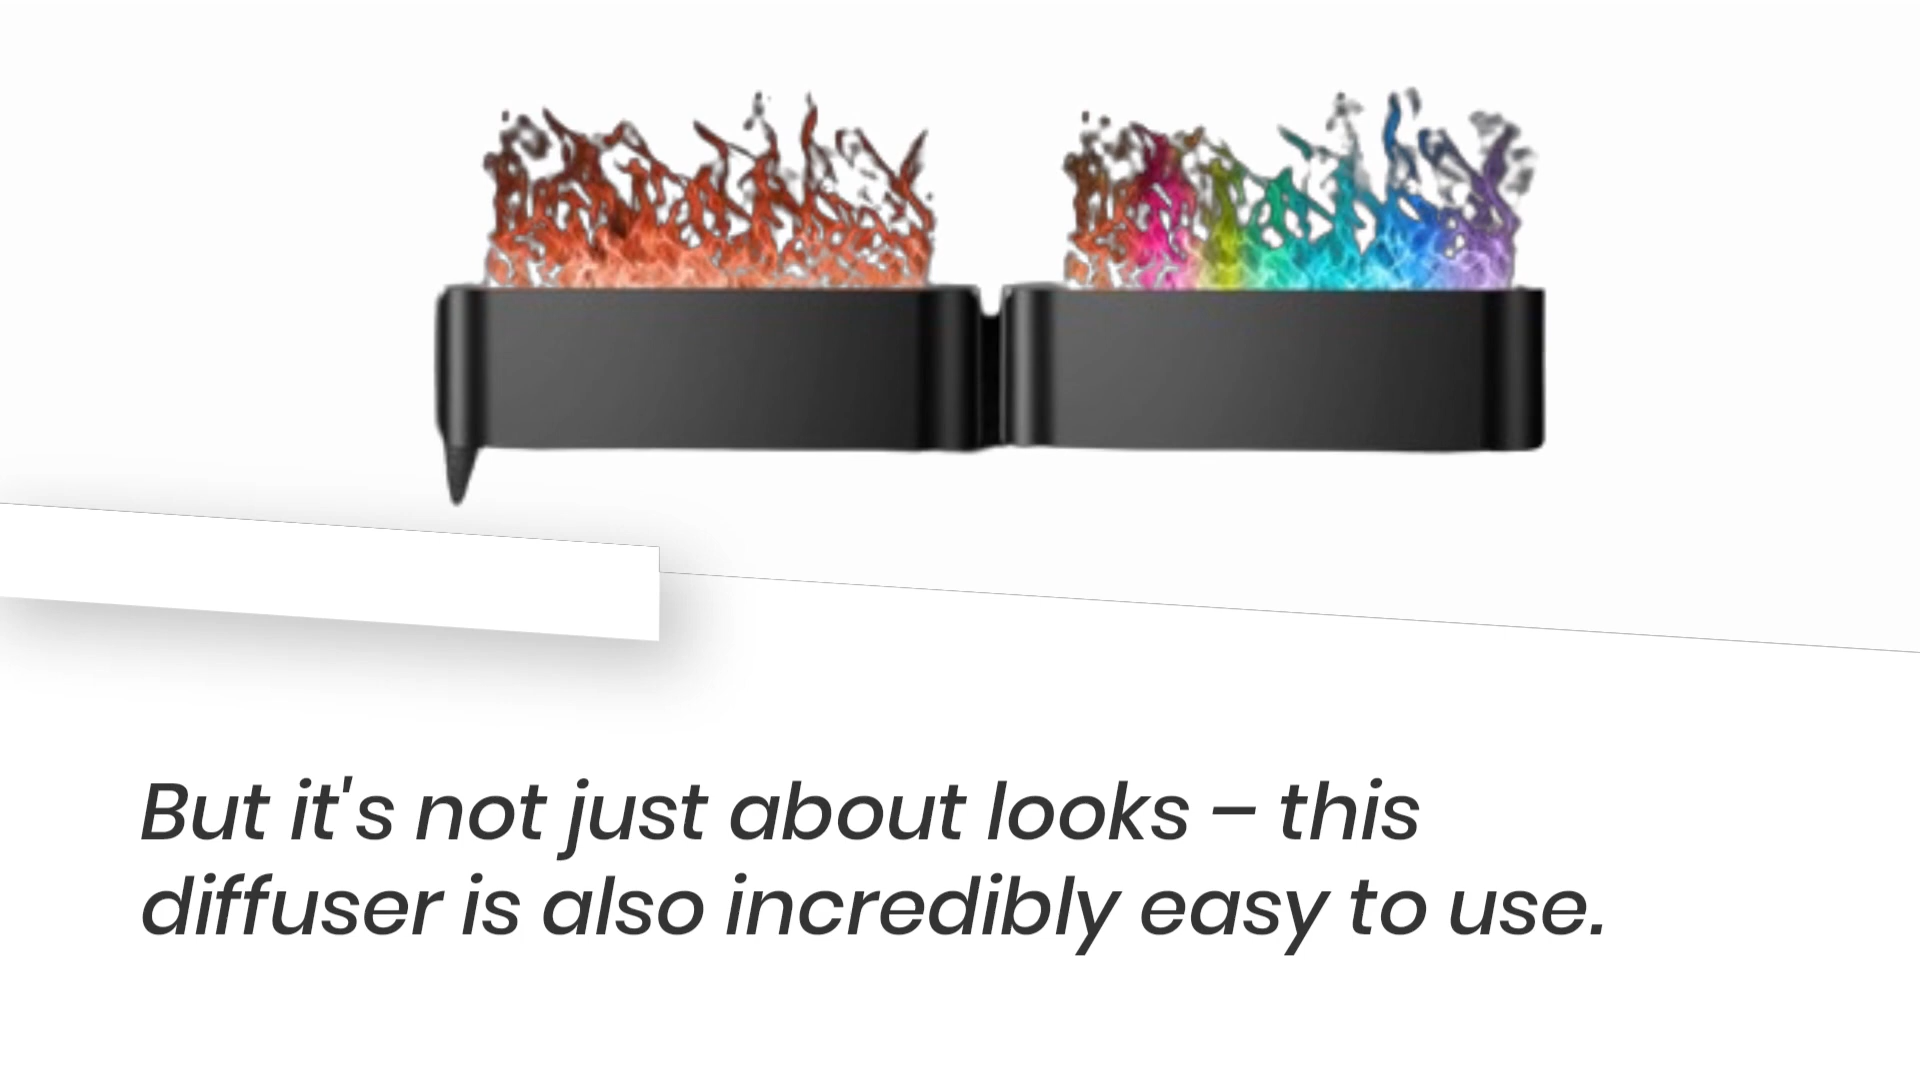 But it's not just about looks – this
diffuser is also incredibly easy to use.